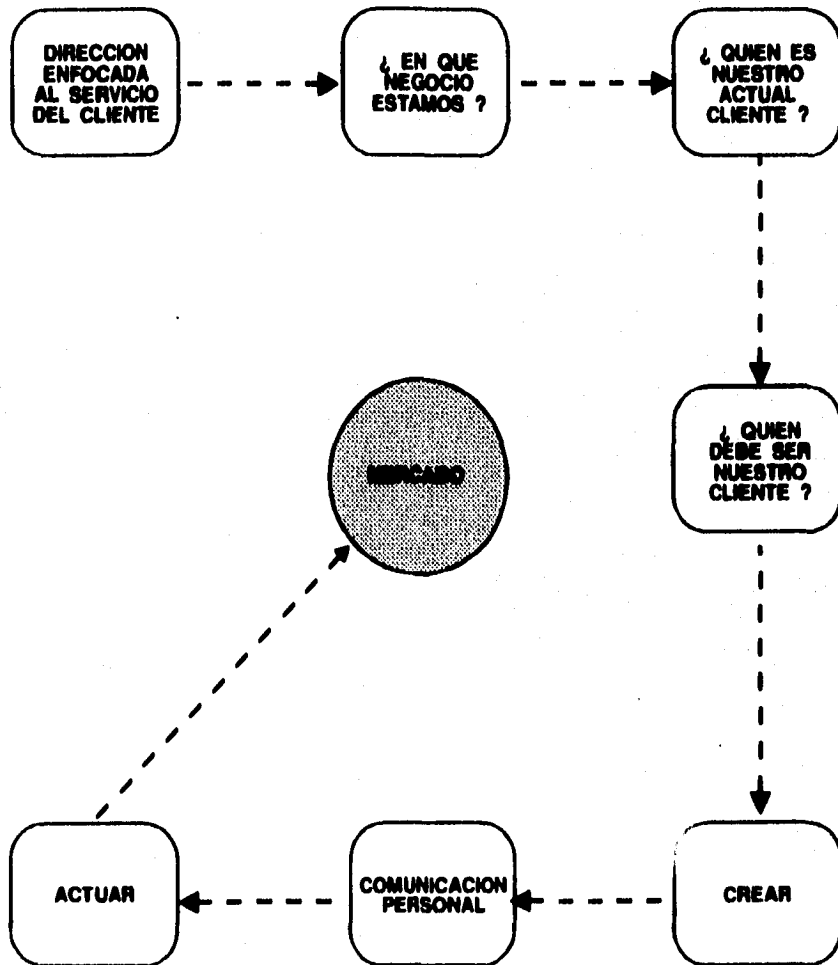 DIRECCION
ENFOCADA
AL SERVICIO
DEL CLIENTE
¿ EN QUE
NEGOCIO
ESTAMOS ?
¿ QUIEN ES
NUESTRO
ACTUAL
CLIENTE ?
¿ QUIEN
DEBE SER
NUESTRO
CLIENTE ?
MERCADO
CREAR
COMUNICACION
PERSONAL
ACTUAR